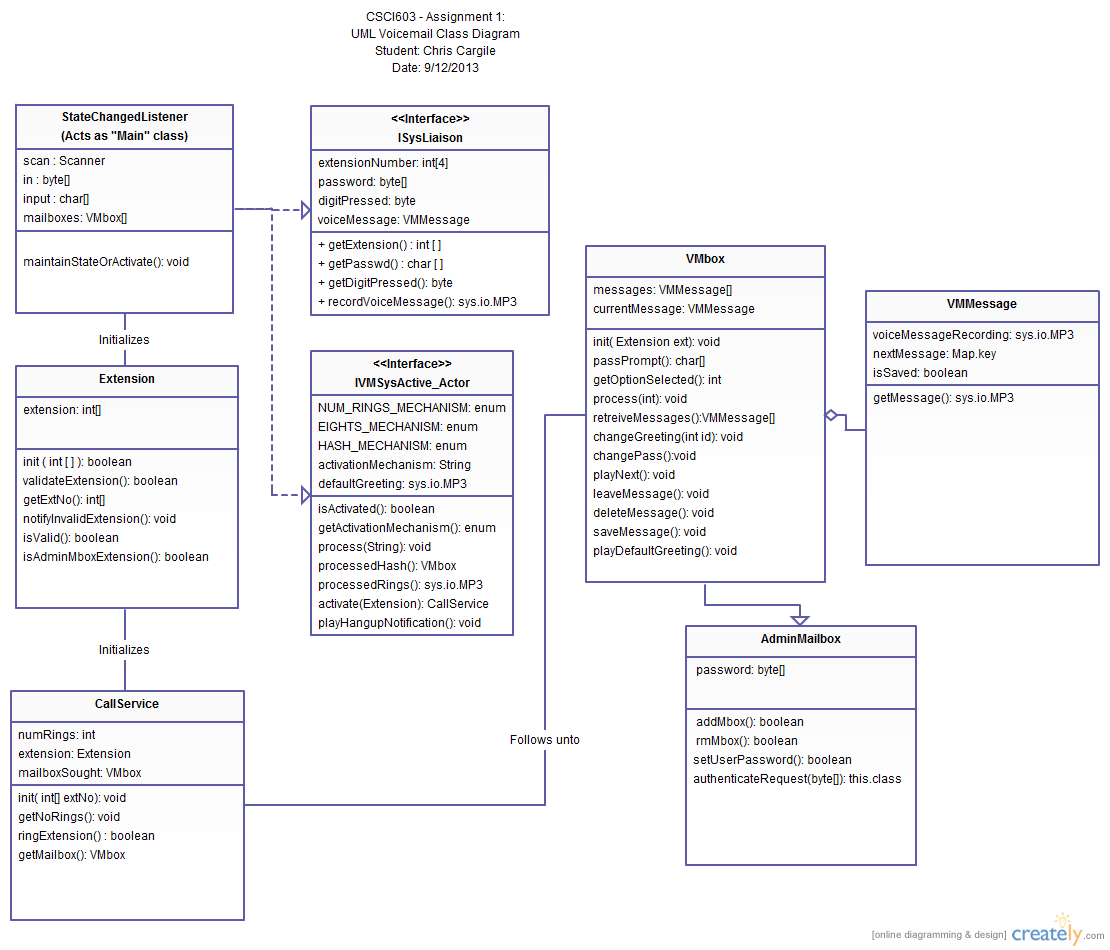 CSCI603 - Assignment 1:
UML Voicemail Class Diagram
Student: Chris Cargile
Date: 9/12/2013
StateChangedListener
(Acts as "Main" class)
scan : Scanner
in : byte[]
input : char[]
mailboxes: VMbox[]
maintainStateOrActivate(): void
Initializes
Extension
extension: int[]
init ( int [ ] ): boolean
validateExtension(): boolean
getExtNo(): int[]
notifyInvalidExtension(): void
isValid(): boolean
isAdminMboxExtension(): boolean
Initializes
CallService
numRings: int
extension: Extension
mailboxSought: VMbox
init( int[] extNo): void
getNoRings(): void
ringExtension() : boolean
getMailbox(): VMbox
<<Interface>>
ISysLiaison
extensionNumber: int[4]
password: byte[]
digitPressed: byte
voiceMessage: VMMessage
+ getExtension() : int [ ]
+ getPasswd() : char [ ]
+ getDigitPressed(): byte
+ recordVoiceMessage(): sys.io.MP3
<<Interface>>
IVMSysActive_Actor
NUM_RINGS_MECHANISM: enum
EIGHTS_MECHANISM: enum
HASH_MECHANISM: enum
activationMechanism: String
defaultGreeting: sys.io.MP3
isActivated(): boolean
getActivationMechanism(): enum
process(String): void
processedHash(): VMbox
processedRings(): sys.io.MP3
activate(Extension): CallService
playHangupNotification(): void
Follows unto
VMbox
messages: VMMessage[]
currentMessage: VMMessage
init( Extension ext): void
passPrompt(): char[]
getOptionSelected(): int
process(int): void
retreiveMessages():VMMessage[]
changeGreeting(int id): void
changePass():void
playNext(): void
leaveMessage(): void
deleteMessage(): void
saveMessage(): void
playDefaultGreeting(): void
VMMessage
voiceMessageRecording: sys.io.MP3
nextMessage: Map.key
isSaved: boolean
getMessage(): sys.io.MP3
AdminMailbox
password: byte[]
addMbox(): boolean
rmMbox(): boolean
setUserPassword(): boolean
authenticateRequest(byte[]): this.class
[online diagramming & design] creately.com